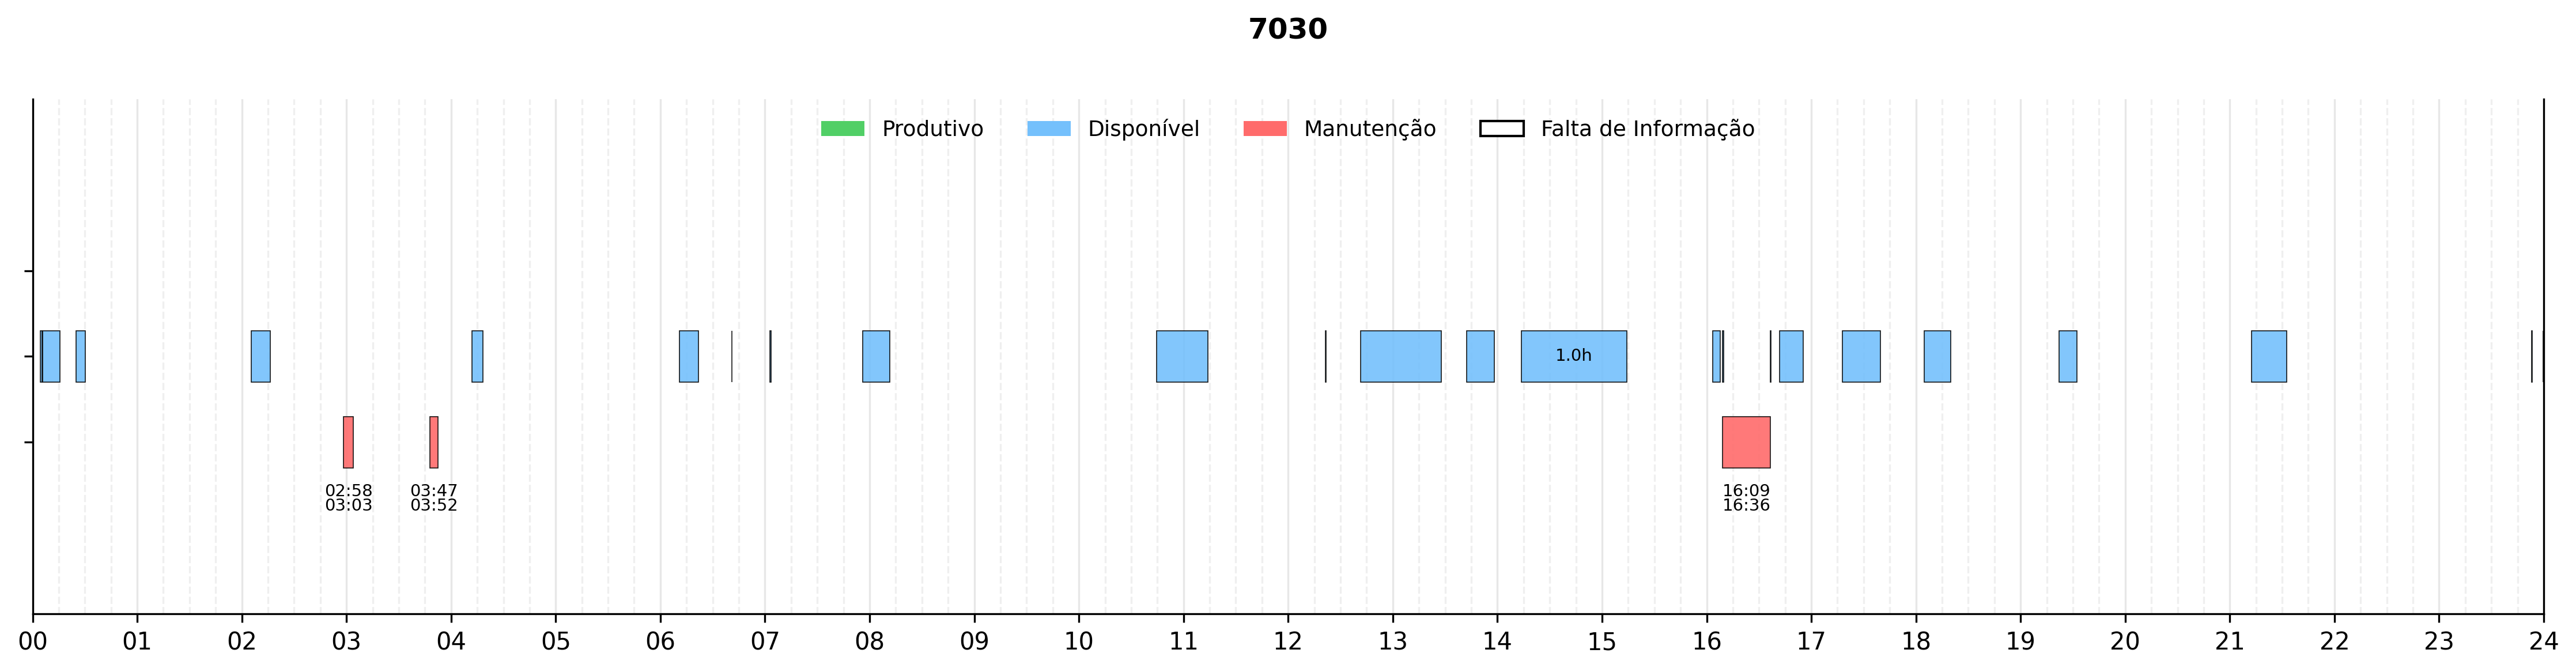 7030
Produtivo Disponível Manutenção Falta de Informação
1.0h
02:58 03:47 16:09
03:03 03:52 16:36
00 01 02 03 04 05 06 07 08 09 10 11 12 13 14 15 16 17 18 19 20 21 22 23 24